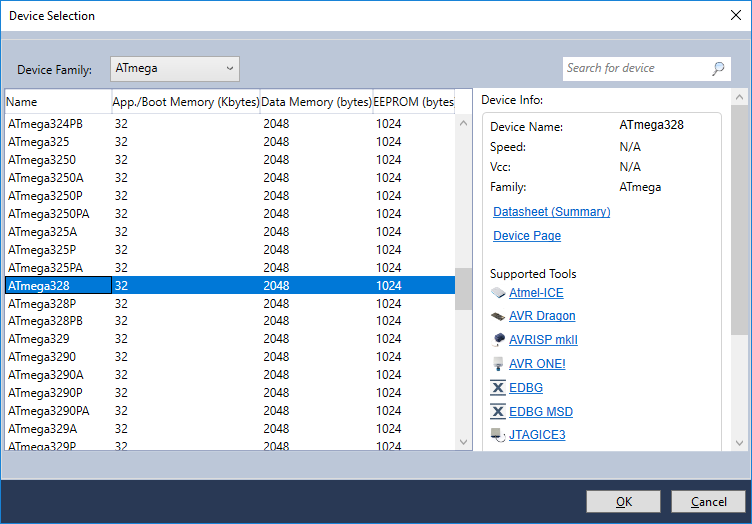 Device Selection
Device Family: ATmega Search for device
Name App./Boot Memory (Kbytes) Data Memory (bytes) EEPROM (bytes
ATmega324PB 32 2048 1024
ATmega325 32 2048 1024
ATmega3250 32 2048 1024
ATmega3250A 32 2048 1024
ATmega3250P 32 2048 1024
ATmega3250PA 32 2048 1024
ATmega325A 32 2048 1024
ATmega325P 32 2048 1024
ATmega325PA 32 2048 1024
ATmega328 32 2048 1024
ATmega328P 32 2048 1024
ATmega328PB 32 2048 1024
ATmega329 32 2048 1024
ATmega3290 32 2048 1024
ATmega3290A 32 2048 1024
ATmega3290P 32 2048 1024
ATmega3290PA 32 2048 1024
ATmega329A 32 2048 1024
ATmega329P 32 2048 1024
Device Info:
Device Name: ATmega328
Speed: N/A
Vcc: N/A
Family: ATmega
Datasheet (Summary)
Device Page
Supported Tools
Atmel-ICE
AVR Dragon
AVRISP mkII
AVR ONE!
EDBG
EDBG MSD
JTAGICE3
OK Cancel